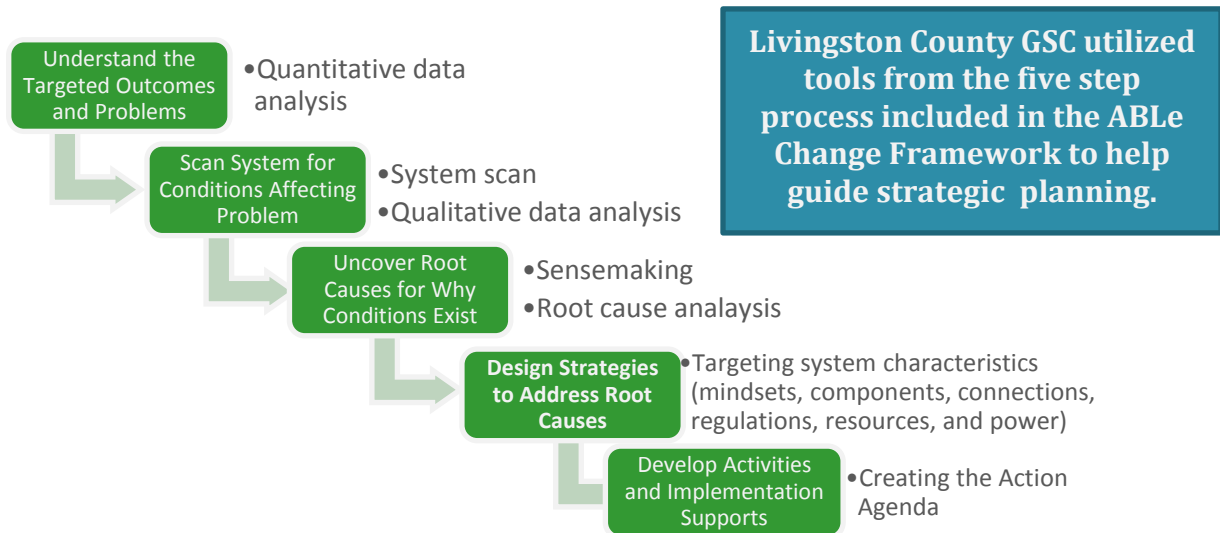 Understand the
Targeted Outcomes
and Problems
•Quantitative data
analysis
Livingston County GSC utilized
tools from the five step
process included in the ABLe
Change Framework to help
guide strategic planning.
Scan System for
Conditions Affecting
Problem
•System scan
•Qualitative data analysis
Uncover Root
Causes for Why
Conditions Exist
•Sensemaking
•Root cause analaysis
Design Strategies
to Address Root
Causes
•Targeting system characteristics
(mindsets, components, connections,
regulations, resources, and power)
Develop Activities
and Implementation
Supports
•Creating the Action
Agenda